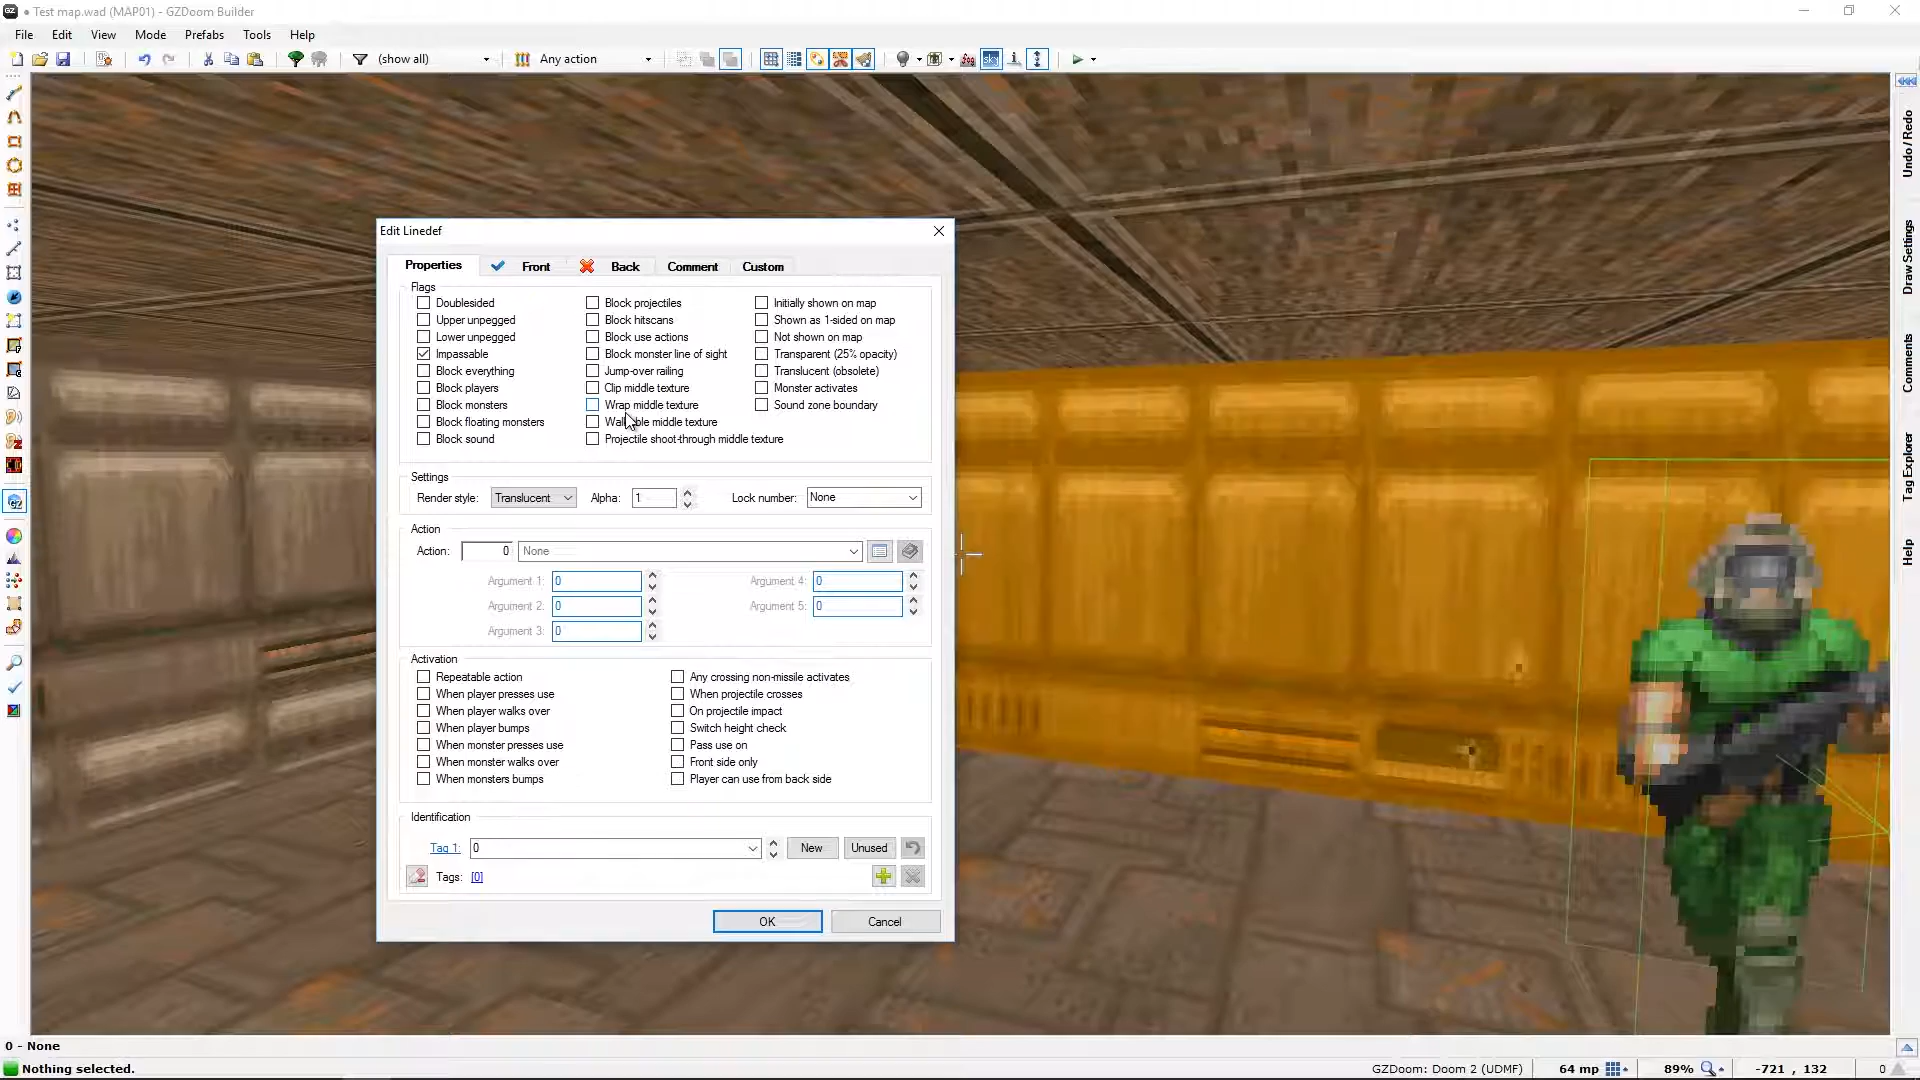 GZ • Test map.wad (MAP01) - GZDoom Builder
File Edit View Mode Prefabs Tools Help
(show all) Any action sky
Edit Linedef
Properties Front Back Comment Custom
Flags
Doublesided Block projectiles Initially shown on map
Upper unpegged Block hitscans Shown as 1-sided on map
Lower unpegged Block use actions Not shown on map
Impassable Block monster line of sight Transparent (25% opacity)
Block everything Jump-over railing Translucent (obsolete)
Block players Clip middle texture Monster activates
Block monsters Wrap middle texture Sound zone boundary
Block floating monsters middle texture
Block sound Projectile shoot-through middle texture
Settings
Render style: Translucent Alpha: 1 Lock number: None
Action
Action: 0 None
Argument 1: 0 Argument 4: 0
Argument 2: 0 Argument 5: 0
Argument 3: 0
Activation
Repeatable action Any crossing non-missile activates
When player presses use When projectile crosses
When player walks over On projectile impact
When player bumps Switch height check
When monster presses use Pass use on
When monster walks over Front side only
When monsters bumps Player can use from back side
Identification
Tag 1: 0 New Unused
Tags: [0]
OK Cancel
Undo / Redo
Draw Settings
Comments
Tag Explorer
Help
0 - None
Nothing selected. GZDoom: Doom 2 (UDMF) 64 mp 89% -721 , 132 0